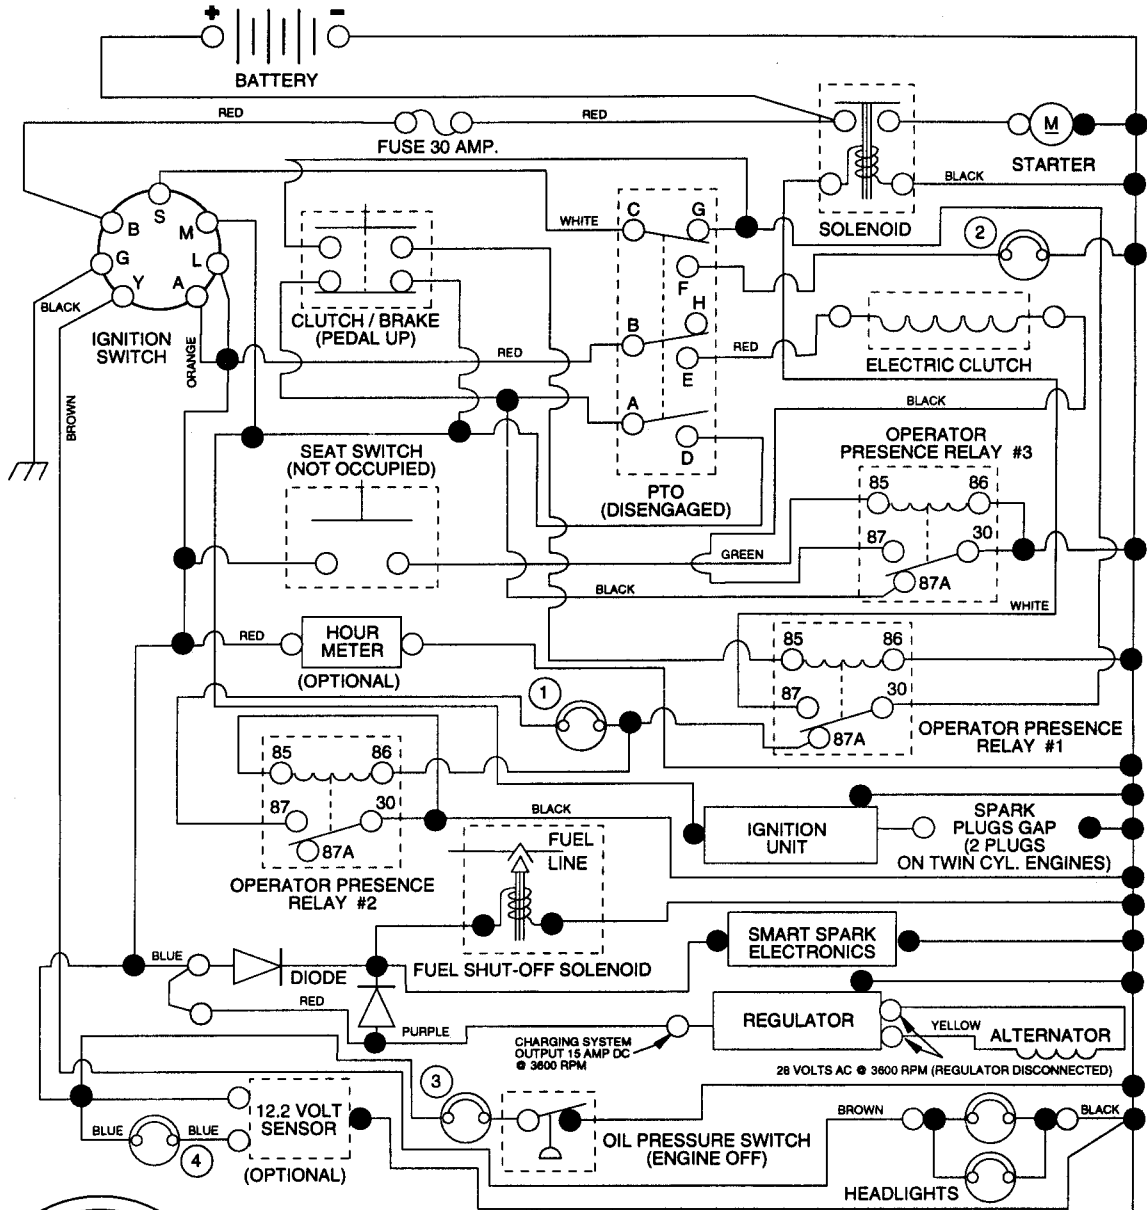 + -
BATTERY
RED
RED
FUSE 30 AMP.
M
STARTER
BLACK
SOLENOID
S
B
M
G
L
Y
A
BLACK
IGNITION
SWITCH
ORANGE
BROWN
CLUTCH / BRAKE
(PEDAL UP)
WHITE
C
G
F
H
B
E
A
D
RED
RED
PTO
(DISENGAGED)
2
ELECTRIC CLUTCH
BLACK
SEAT SWITCH
(NOT OCCUPIED)
OPERATOR
PRESENCE RELAY #3
85
86
87
30
87A
GREEN
BLACK
WHITE
RED
HOUR
METER
(OPTIONAL)
85
86
87
30
87A
OPERATOR PRESENCE
RELAY #1
1
85
86
87
30
87A
OPERATOR PRESENCE
RELAY #2
BLACK
FUEL
LINE
FUEL SHUT-OFF SOLENOID
IGNITION
UNIT
SPARK
PLUGS GAP
(2 PLUGS
ON TWIN CYL. ENGINES)
SMART SPARK
ELECTRONICS
BLUE
DIODE
RED
PURPLE
CHARGING SYSTEM
OUTPUT 15 AMP DC
@ 3600 RPM
REGULATOR
YELLOW
ALTERNATOR
28 VOLTS AC @ 3600 RPM (REGULATOR DISCONNECTED)
12.2 VOLT
SENSOR
(OPTIONAL)
BLUE
BLUE
4
3
OIL PRESSURE SWITCH
(ENGINE OFF)
BROWN
BLACK
HEADLIGHTS